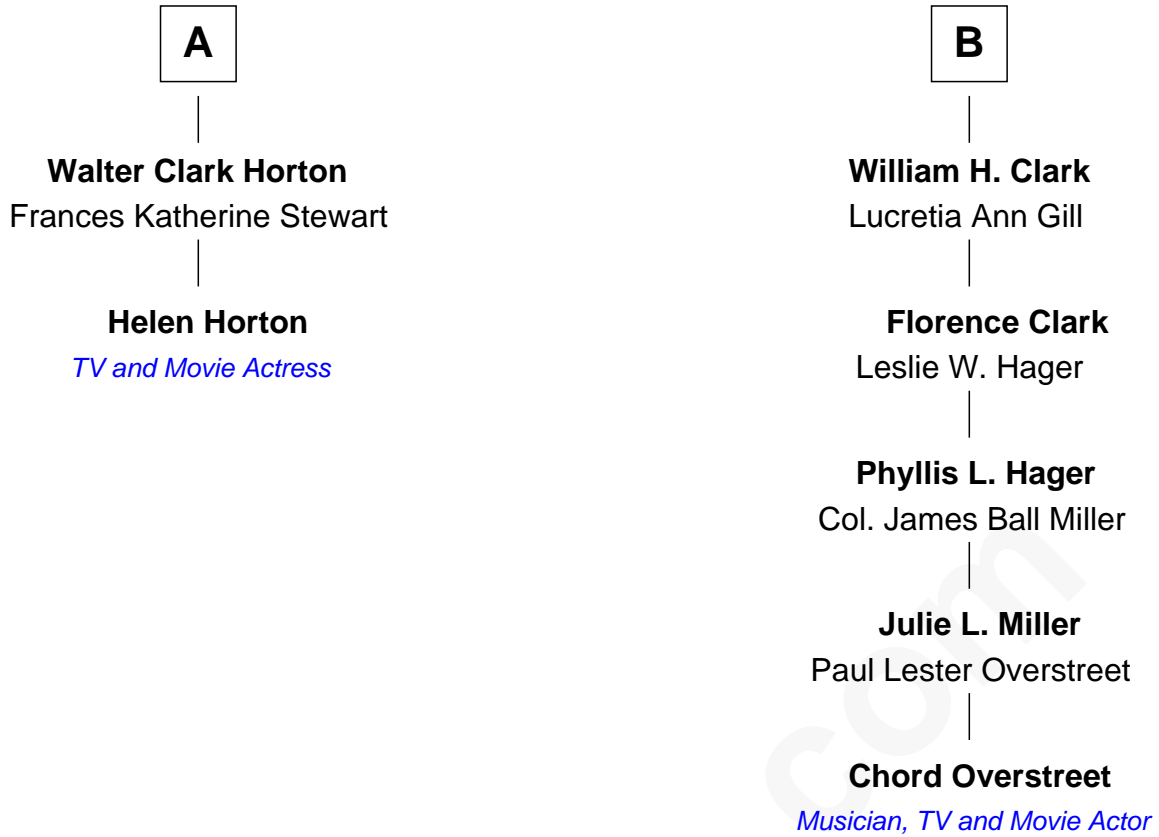 A
Walter Clark Horton
Frances Katherine Stewart
Helen Horton
TV and Movie Actress
B
William H. Clark
Lucretia Ann Gill
Florence Clark
Leslie W. Hager
Phyllis L. Hager
Col. James Ball Miller
Julie L. Miller
Paul Lester Overstreet
Chord Overstreet
Musician, TV and Movie Actor
com